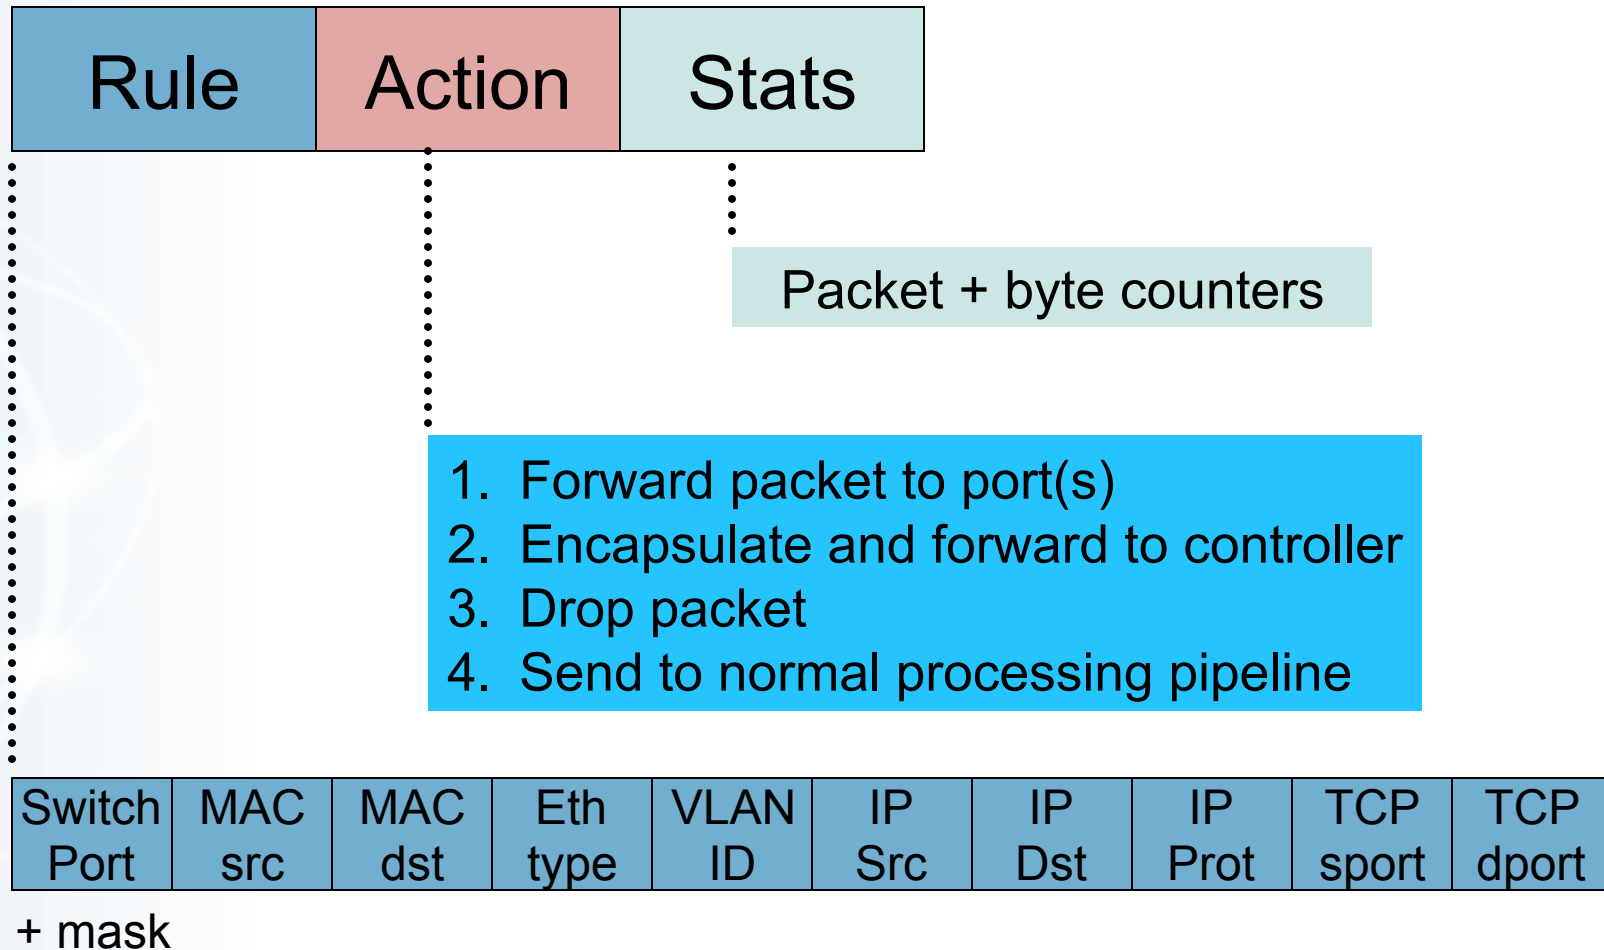 Rule Action Stats
Packet + byte counters
1. Forward packet to port(s)
2. Encapsulate and forward to controller
3. Drop packet
4. Send to normal processing pipeline
Switch MAC MAC Eth VLAN IP IP IP TCP TCP
Port src dst type ID Src Dst Prot sport dport
+ mask